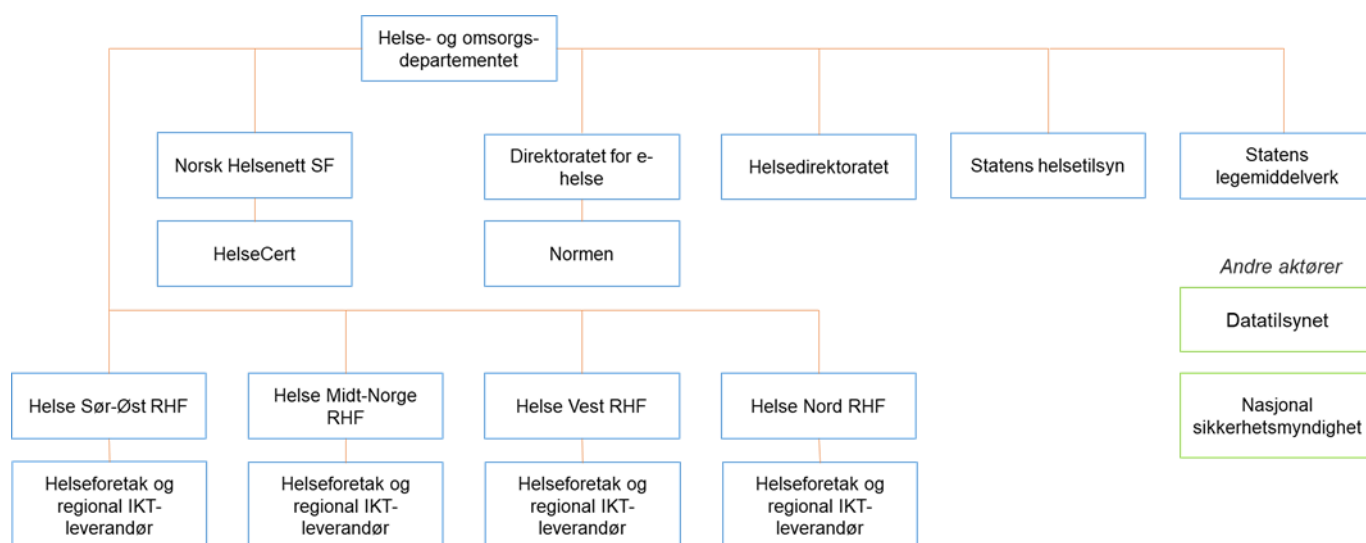 Helse- og omsorgs-
departementet
Norsk Helsenett SF
Direktoratet for e-
helse
Helsedirektoratet
Statens helsetilsyn
Statens
legemiddelverk
HelseCert
Normen
Andre aktører
Datatilsynet
Helse Sør-Øst RHF
Helse Midt-Norge
RHF
Helse Vest RHF
Helse Nord RHF
Nasjonal
sikkerhetsmyndighet
Helseforetak og
regional IKT-
leverandør
Helseforetak og
regional IKT-
leverandør
Helseforetak og
regional IKT-
leverandør
Helseforetak og
regional IKT-
leverandør